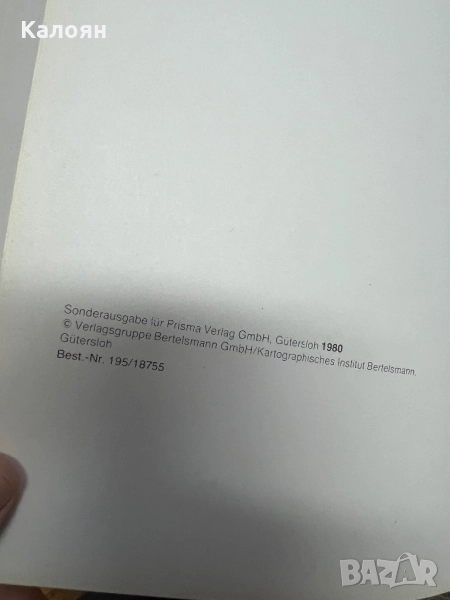 Калоян
Sonderausgabe für Prisma Verlag GmbH, Gütersloh 1980
© Verlagsgruppe Bertelsmann GmbH/Kartographisches Institut Bertelsmann,
Gütersloh
Best.-Nr. 195/18755
BAZAR